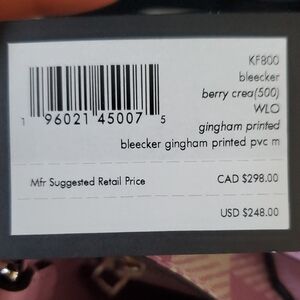 KF800
bleecker
berry crea(500)
WLO
gingham printed
bleecker gingham printed pvc m
1 96021 45007 5
Mfr Suggested Retail Price CAD $298.00
USD $248.00